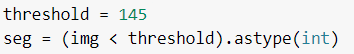 threshold = 145
seg = (img < threshold).astype(int)